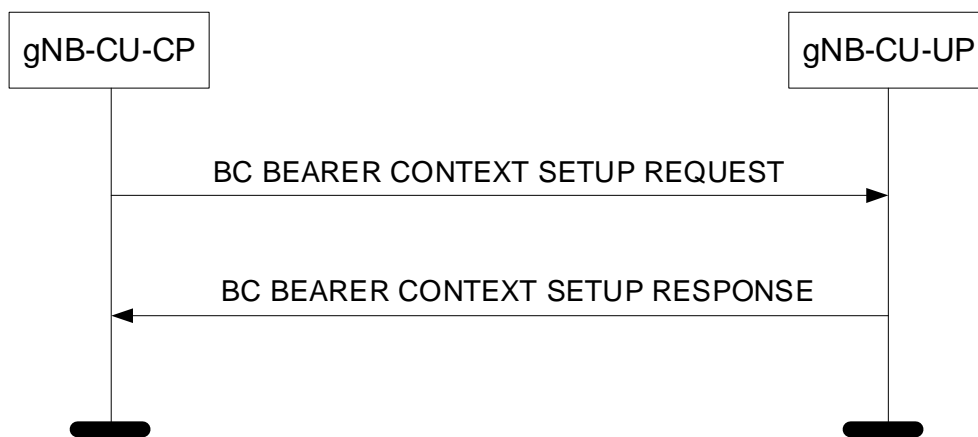 gNB-CU-CP
gNB-CU-UP
BC BEARER CONTEXT SETUP REQUEST
BC BEARER CONTEXT SETUP RESPONSE